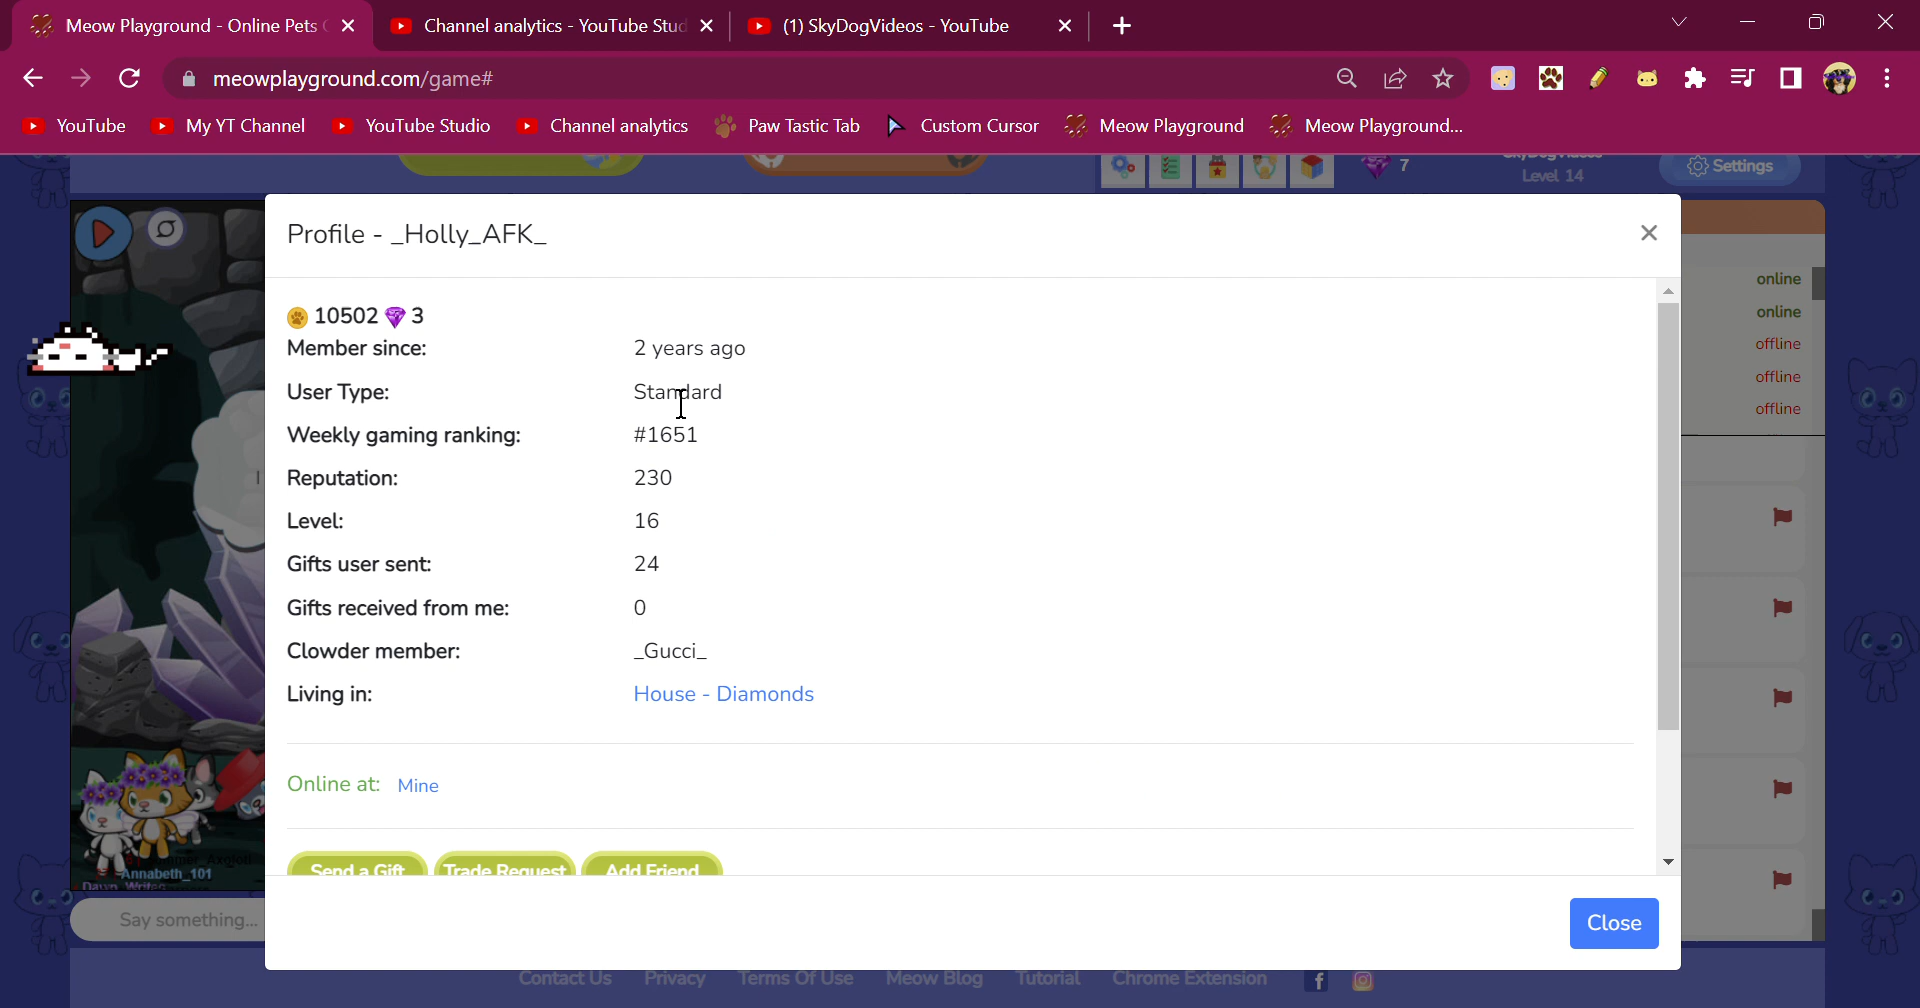 Meow Playground - Online Pets
Channel analytics - YouTube Stud
(1) SkyDogVideos - YouTube
meowplayground.com/game#
YouTube
My YT Channel
YouTube Studio
Channel analytics
Paw Tastic Tab
Custom Cursor
Meow Playground
Meow Playground...
7
SkyDogVideos
Level 14
Settings
Profile - _Holly_AFK_
10502 3
Member since: 2 years ago
User Type: Standard
Weekly gaming ranking: #1651
Reputation: 230
Level: 16
Gifts user sent: 24
Gifts received from me: 0
Clowder member: _Gucci_
Living in: House - Diamonds
Online at: Mine
Send a Gift
Trade Request
Add Friend
Close
online
online
offline
offline
offline
Annabeth_101
Say something...
Contact Us
Privacy
Terms Of Use
Meow Blog
Tutorial
Chrome Extension